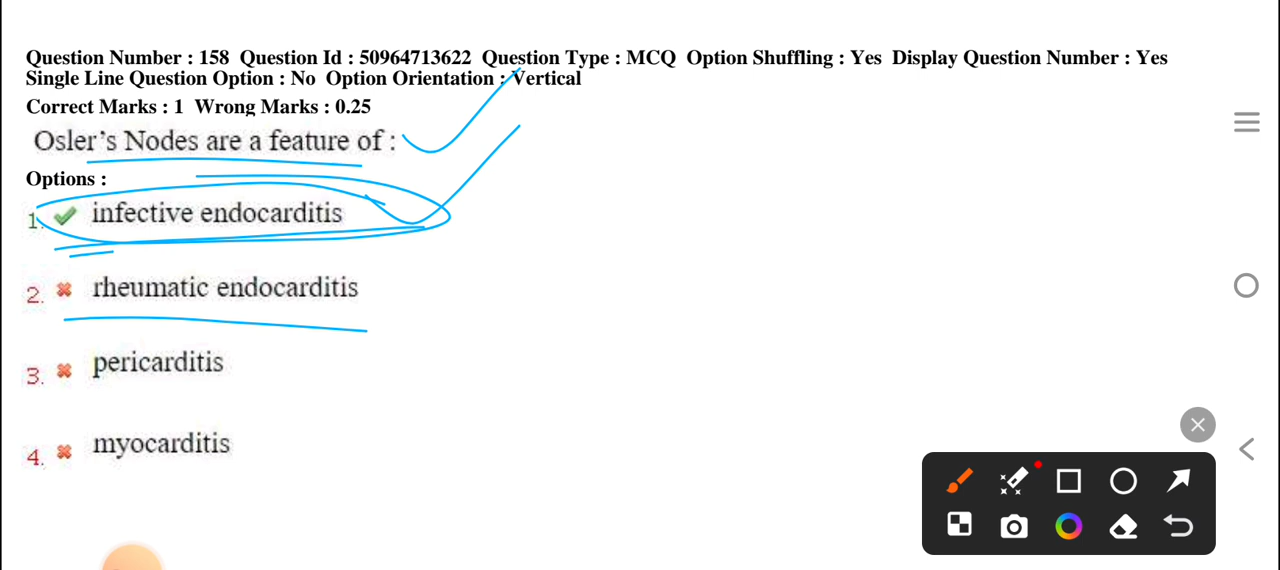 Question Number : 158 Question Id : 50964713622 Question Type : MCQ Option Shuffling : Yes Display Question Number : Yes
Single Line Question Option : No Option Orientation : Vertical
Correct Marks : 1 Wrong Marks : 0.25
Osler's Nodes are a feature of :
Options :
1. infective endocarditis
2. rheumatic endocarditis
3. pericarditis
4. myocarditis